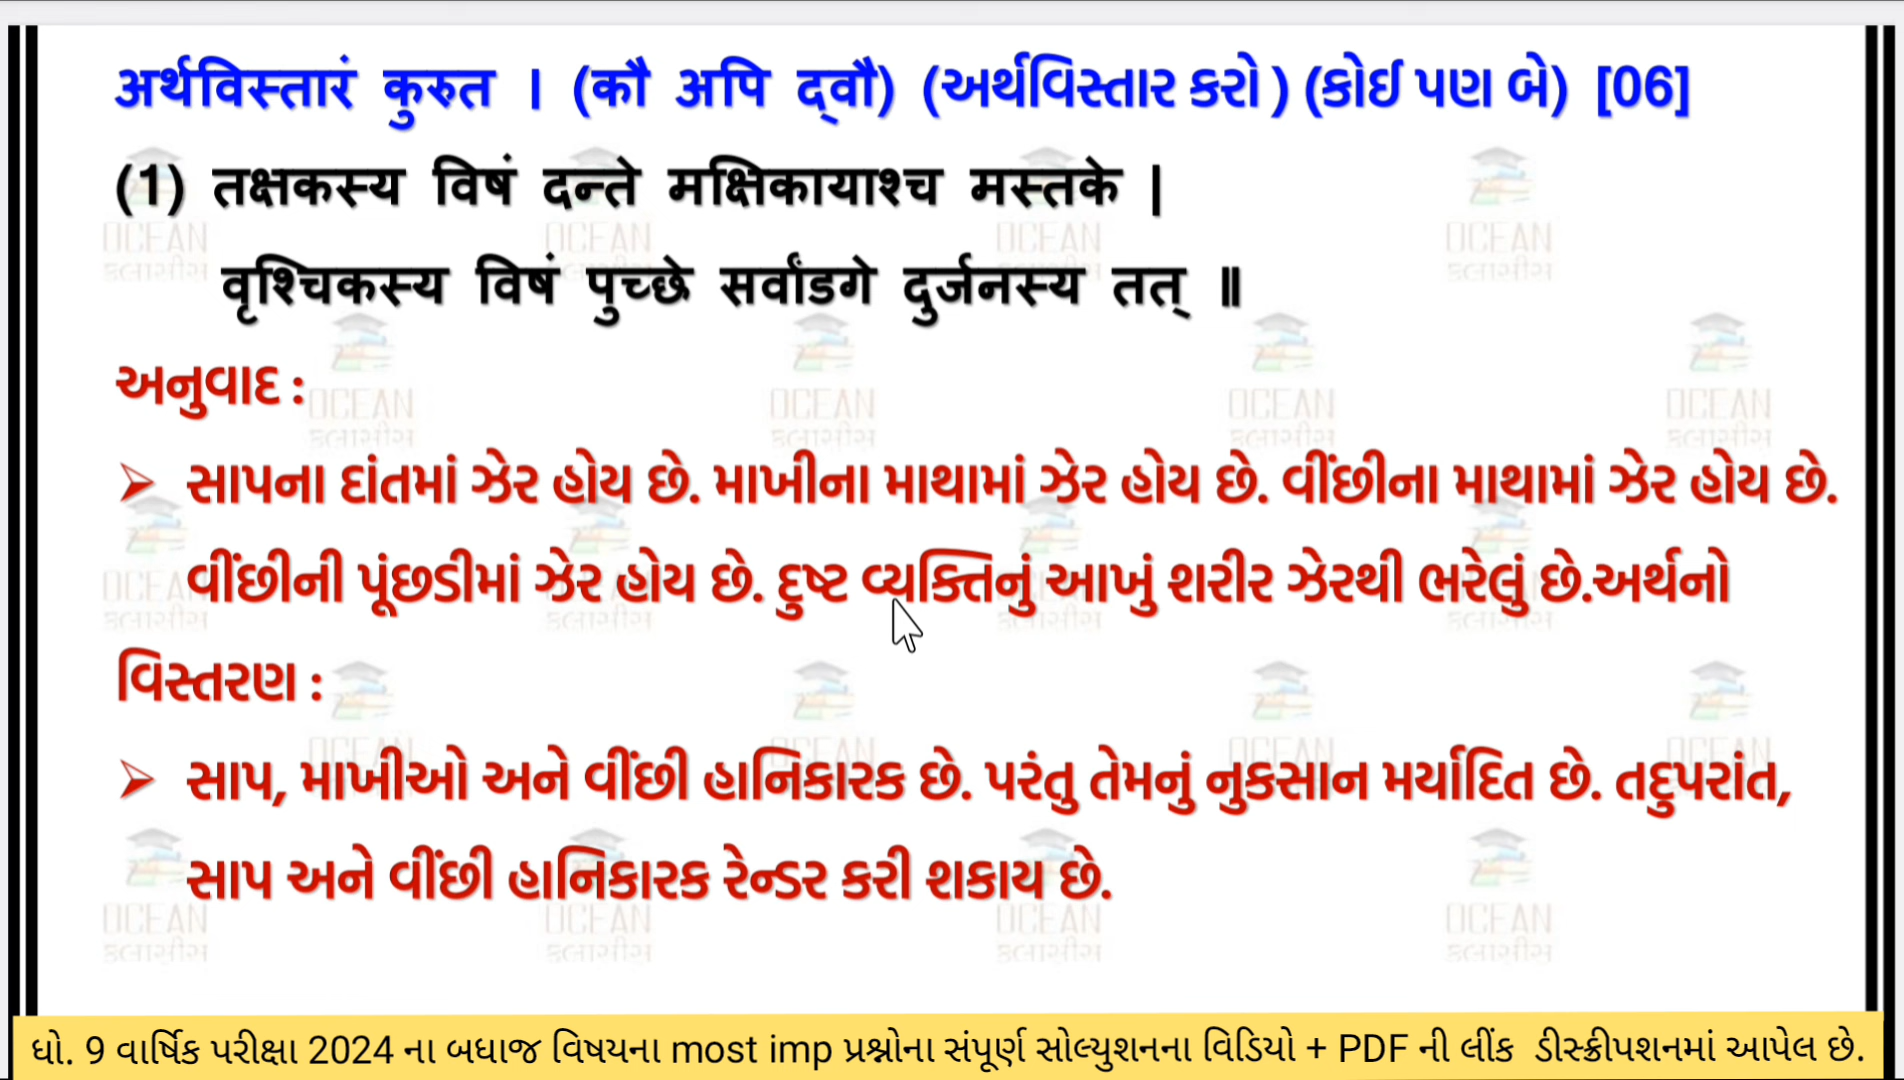 अर्थविस्तारं कुरुत । (कौ अपि द्वौ) (અર્થવિસ્તાર કરો ) (કોઈ પણ બે) [06]
(1) तक्षकस्य विषं दन्ते मक्षिकायाश्च मस्तके |
वृश्चिकस्य विषं पुच्छे सर्वांडगे दुर्जनस्य तत् ॥
અનુવાદ :
➢ સાપના દાંતમાં ઝેર હોય છે. માખીના માથામાં ઝેર હોય છે. વીંછીના માથામાં ઝેર હોય છે.
વીંછીની પૂંછડીમાં ઝેર હોય છે. દુષ્ટ વ્યક્તિનું આખું શરીર ઝેરથી ભરેલું છે.અર્થનો
વિસ્તરણ :
➢ સાપ, માખીઓ અને વીંછી હાનિકારક છે. પરંતુ તેમનું નુકસાન મર્યાદિત છે. તદુપરાંત,
સાપ અને વીંછી હાનિકારક રેન્ડર કરી શકાય છે.
ધો. 9 વાર્ષિક પરીક્ષા 2024 ના બધાજ વિષયના most imp પ્રશ્નોના સંપૂર્ણ સોલ્યુશનના વિડિયો + PDF ની લીંક ડીસ્ક્રીપશનમાં આપેલ છે.